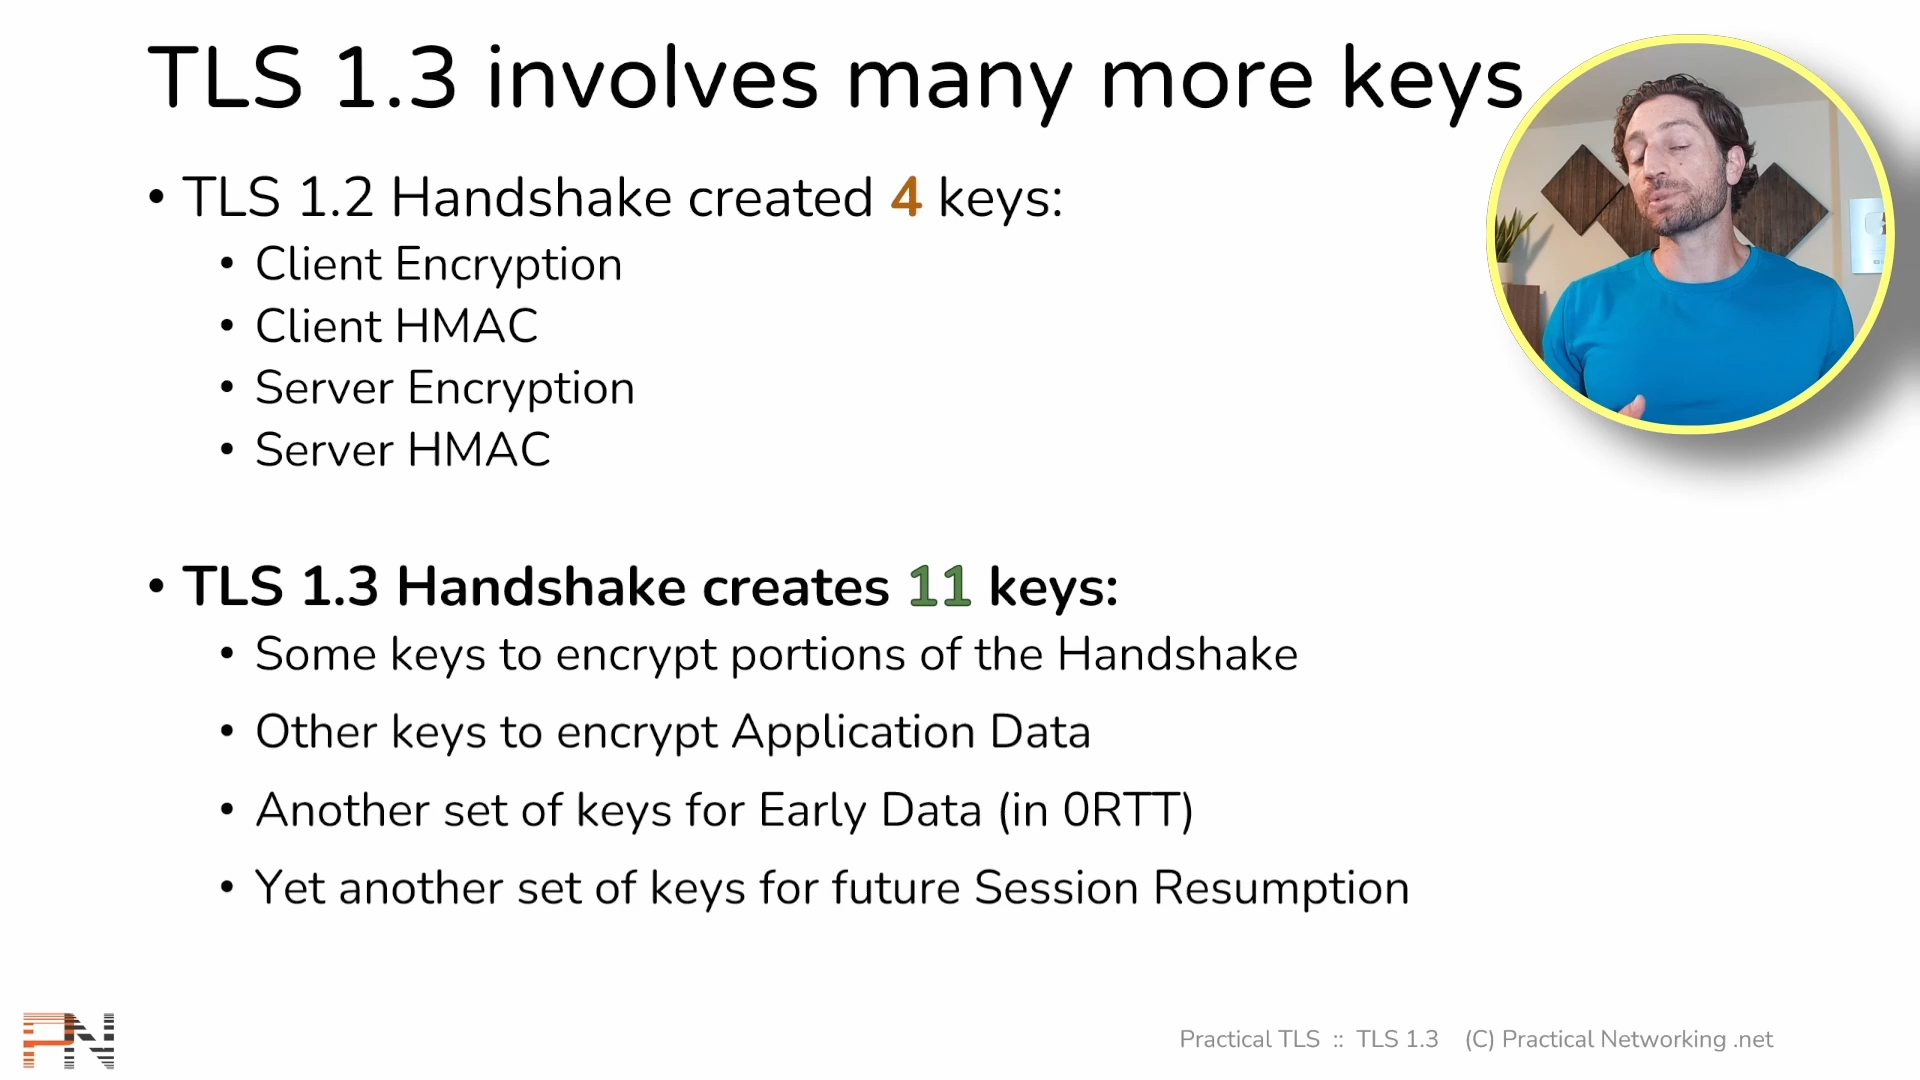 TLS 1.3 involves many more keys
• TLS 1.2 Handshake created 4 keys:
• Client Encryption
• Client HMAC
• Server Encryption
• Server HMAC
• TLS 1.3 Handshake creates 11 keys:
• Some keys to encrypt portions of the Handshake
• Other keys to encrypt Application Data
• Another set of keys for Early Data (in 0RTT)
• Yet another set of keys for future Session Resumption
PN
Practical TLS :: TLS 1.3 (C) Practical Networking .net